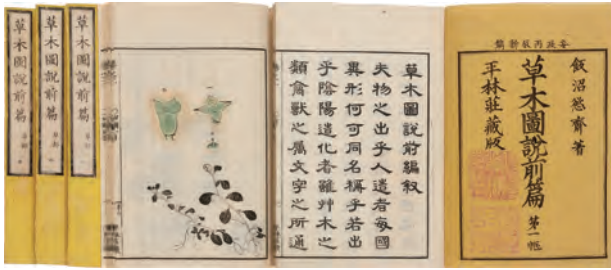 安政丙辰新鐫
飯沼慾齋著
草木圖說前篇 第一帙
平林莊藏版
草木圖說前編敘
夫物之出乎人造者每國
異形何可同名稱乎若出
乎陰陽造化者雖艸木之
類禽獸之屬文字之所通
草木圖說前篇
草木圖說前篇
草木圖說前篇